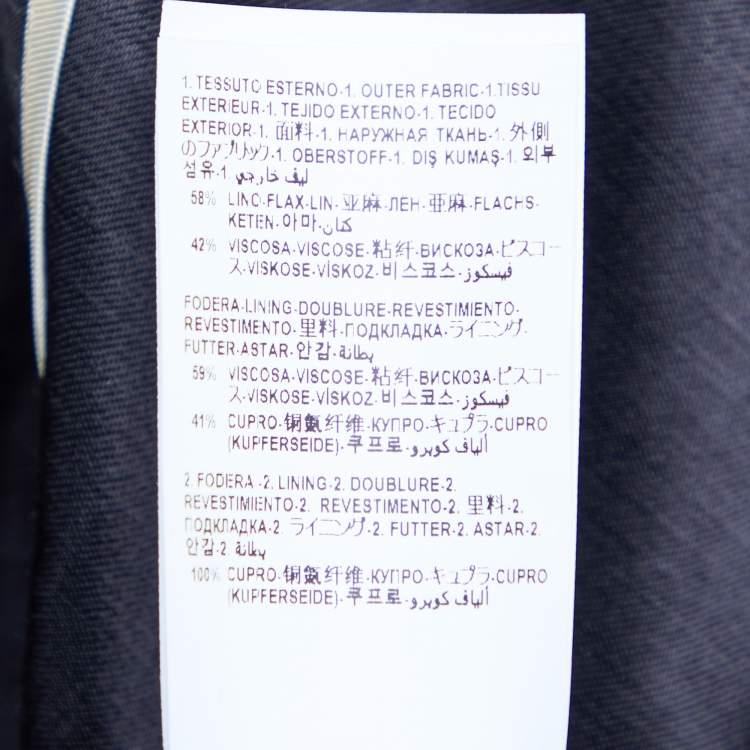 1. TESSUTO ESTERNO-1. OUTER FABRIC-1.TISSU
EXTERIEUR-1. TEJIDO EXTERNO-1. TECIDO
EXTERIOR-1. 面料-1. НАРУЖНАЯ ТКАНЬ-1. 外側
のファブリック-1. OBERSTOFF-1. DIŞ KUMAŞ-1. 외부
섬유-1. ليف خارجي
58% LINO-FLAX-LIN-亚麻-ЛЕН-亜麻-FLACHS-
KETEN-아마-كتان
42% VISCOSA-VISCOSE-粘纤-ВИСКОЗА-ビスコー
ス-VISKOSE-VİSKOZ-비스코스-فيسكوز
FODERA-LINING-DOUBLURE-REVESTIMIENTO-
REVESTIMENTO-里料-ПОДКЛАДКА-ライニング-
FUTTER-ASTAR-안감-بطانة
59% VISCOSA-VISCOSE-粘纤-ВИСКОЗА-ビスコー
ス-VISKOSE-VİSKOZ-비스코스-فيسكوز
41% CUPRO-铜氨纤维-КУПРО-キュプラ-CUPRO
(KUPFERSEIDE)-쿠프로-ألياف كوبرو
2. FODERA -2. LINING-2. DOUBLURE-2.
REVESTIMIENTO-2. REVESTIMENTO-2. 里料-2.
ПОДКЛАДКА-2. ライニング-2. FUTTER-2. ASTAR-2.
안감-2. بطانة
100% CUPRO-铜氨纤维-КУПРО-キュプラ-CUPRO
(KUPFERSEIDE)-쿠프로-ألياف كوبرو